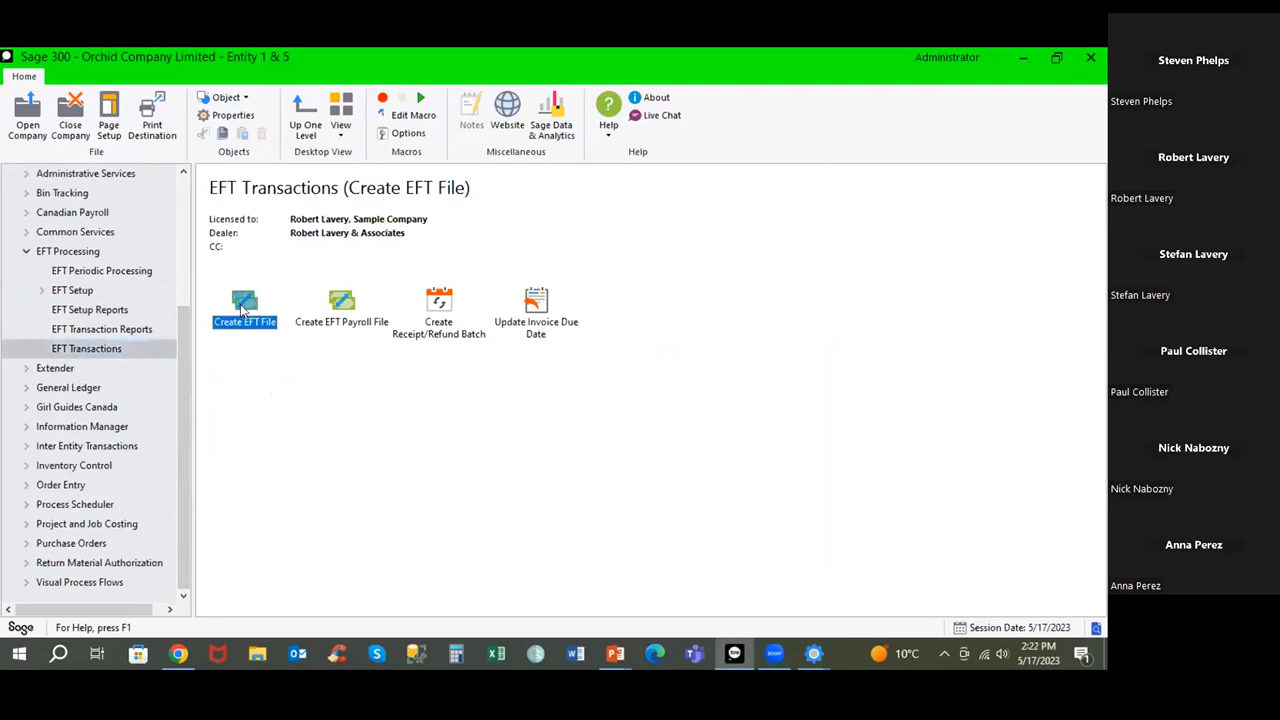 Sage 300 - Orchid Company Limited - Entity 1 & 5
Administrator
Home
Open Company
Close Company
Page Setup
Print Destination
File
Object
Properties
Objects
Up One Level
View
Desktop View
Edit Macro
Options
Macros
Notes
Website
Sage Data & Analytics
Miscellaneous
Help
About
Live Chat
Help
Administrative Services
Bin Tracking
Canadian Payroll
Common Services
EFT Processing
EFT Periodic Processing
EFT Setup
EFT Setup Reports
EFT Transaction Reports
EFT Transactions
Extender
General Ledger
Girl Guides Canada
Information Manager
Inter Entity Transactions
Inventory Control
Order Entry
Process Scheduler
Project and Job Costing
Purchase Orders
Return Material Authorization
Visual Process Flows
EFT Transactions (Create EFT File)
Licensed to: Robert Lavery, Sample Company
Dealer: Robert Lavery & Associates
CC:
Create EFT File
Create EFT Payroll File
Create
Receipt/Refund Batch
Update Invoice Due
Date
sage
For Help, press F1
Session Date: 5/17/2023
10°C
2:22 PM
5/17/2023
1
Steven Phelps
Steven Phelps
Robert Lavery
Robert Lavery
Stefan Lavery
Stefan Lavery
Paul Collister
Paul Collister
Nick Nabozny
Nick Nabozny
Anna Perez
Anna Perez